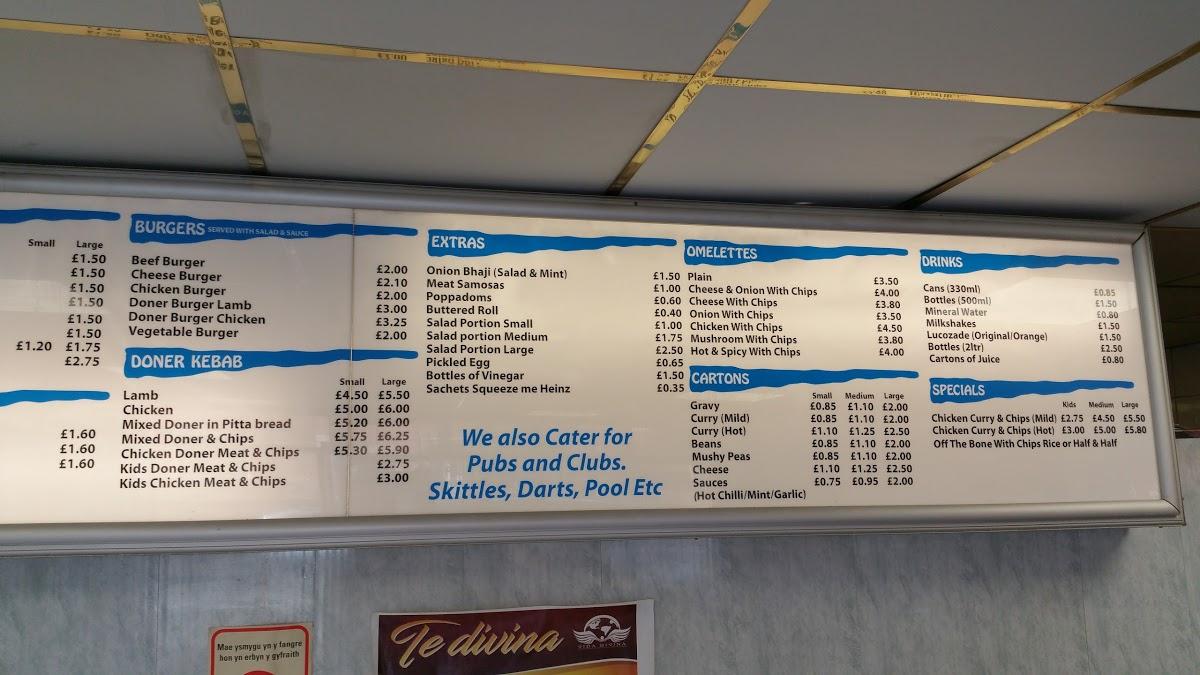 Small Large
£1.50
£1.50
£1.50
£1.50
£1.50
£1.50
£1.20 £1.75
£2.75
£1.60
£1.60
£1.60
BURGERS SERVED WITH SALAD & SAUCE
Beef Burger £2.00
Cheese Burger £2.10
Chicken Burger £2.00
Doner Burger Lamb £3.00
Doner Burger Chicken £3.25
Vegetable Burger £2.00
DONER KEBAB
Small Large
Lamb £4.50 £5.50
Chicken £5.00 £6.00
Mixed Doner in Pitta bread £5.20 £6.00
Mixed Doner & Chips £5.75 £6.25
Chicken Doner Meat & Chips £5.30 £5.90
Kids Doner Meat & Chips £2.75
Kids Chicken Meat & Chips £3.00
EXTRAS
Onion Bhaji (Salad & Mint) £1.50
Meat Samosas £1.00
Poppadoms £0.60
Buttered Roll £0.40
Salad Portion Small £1.00
Salad portion Medium £1.75
Salad Portion Large £2.50
Pickled Egg £0.65
Bottles of Vinegar £1.50
Sachets Squeeze me Heinz £0.35
We also Cater for
Pubs and Clubs.
Skittles, Darts, Pool Etc
OMELETTES
Plain £3.50
Cheese & Onion With Chips £4.00
Cheese With Chips £3.80
Onion With Chips £3.50
Chicken With Chips £4.50
Mushroom With Chips £3.80
Hot & Spicy With Chips £4.00
CARTONS
Small Medium Large
Gravy £0.85 £1.10 £2.00
Curry (Mild) £0.85 £1.10 £2.00
Curry (Hot) £1.10 £1.25 £2.50
Beans £0.85 £1.10 £2.00
Mushy Peas £0.85 £1.10 £2.00
Cheese £1.10 £1.25 £2.50
Sauces £0.75 £0.95 £2.00
(Hot Chilli/Mint/Garlic)
DRINKS
Cans (330ml) £0.85
Bottles (500ml) £1.50
Mineral Water £0.80
Milkshakes £1.50
Lucozade (Original/Orange) £1.50
Bottles (2ltr) £2.50
Cartons of Juice £0.80
SPECIALS
Kids Medium Large
Chicken Curry & Chips (Mild) £2.75 £4.50 £5.50
Chicken Curry & Chips (Hot) £3.00 £5.00 £5.80
Off The Bone With Chips Rice or Half & Half
Mae ysmygu yn y fangre
hon yn erbyn y gyfraith
Te divina
VIDA DIVINA